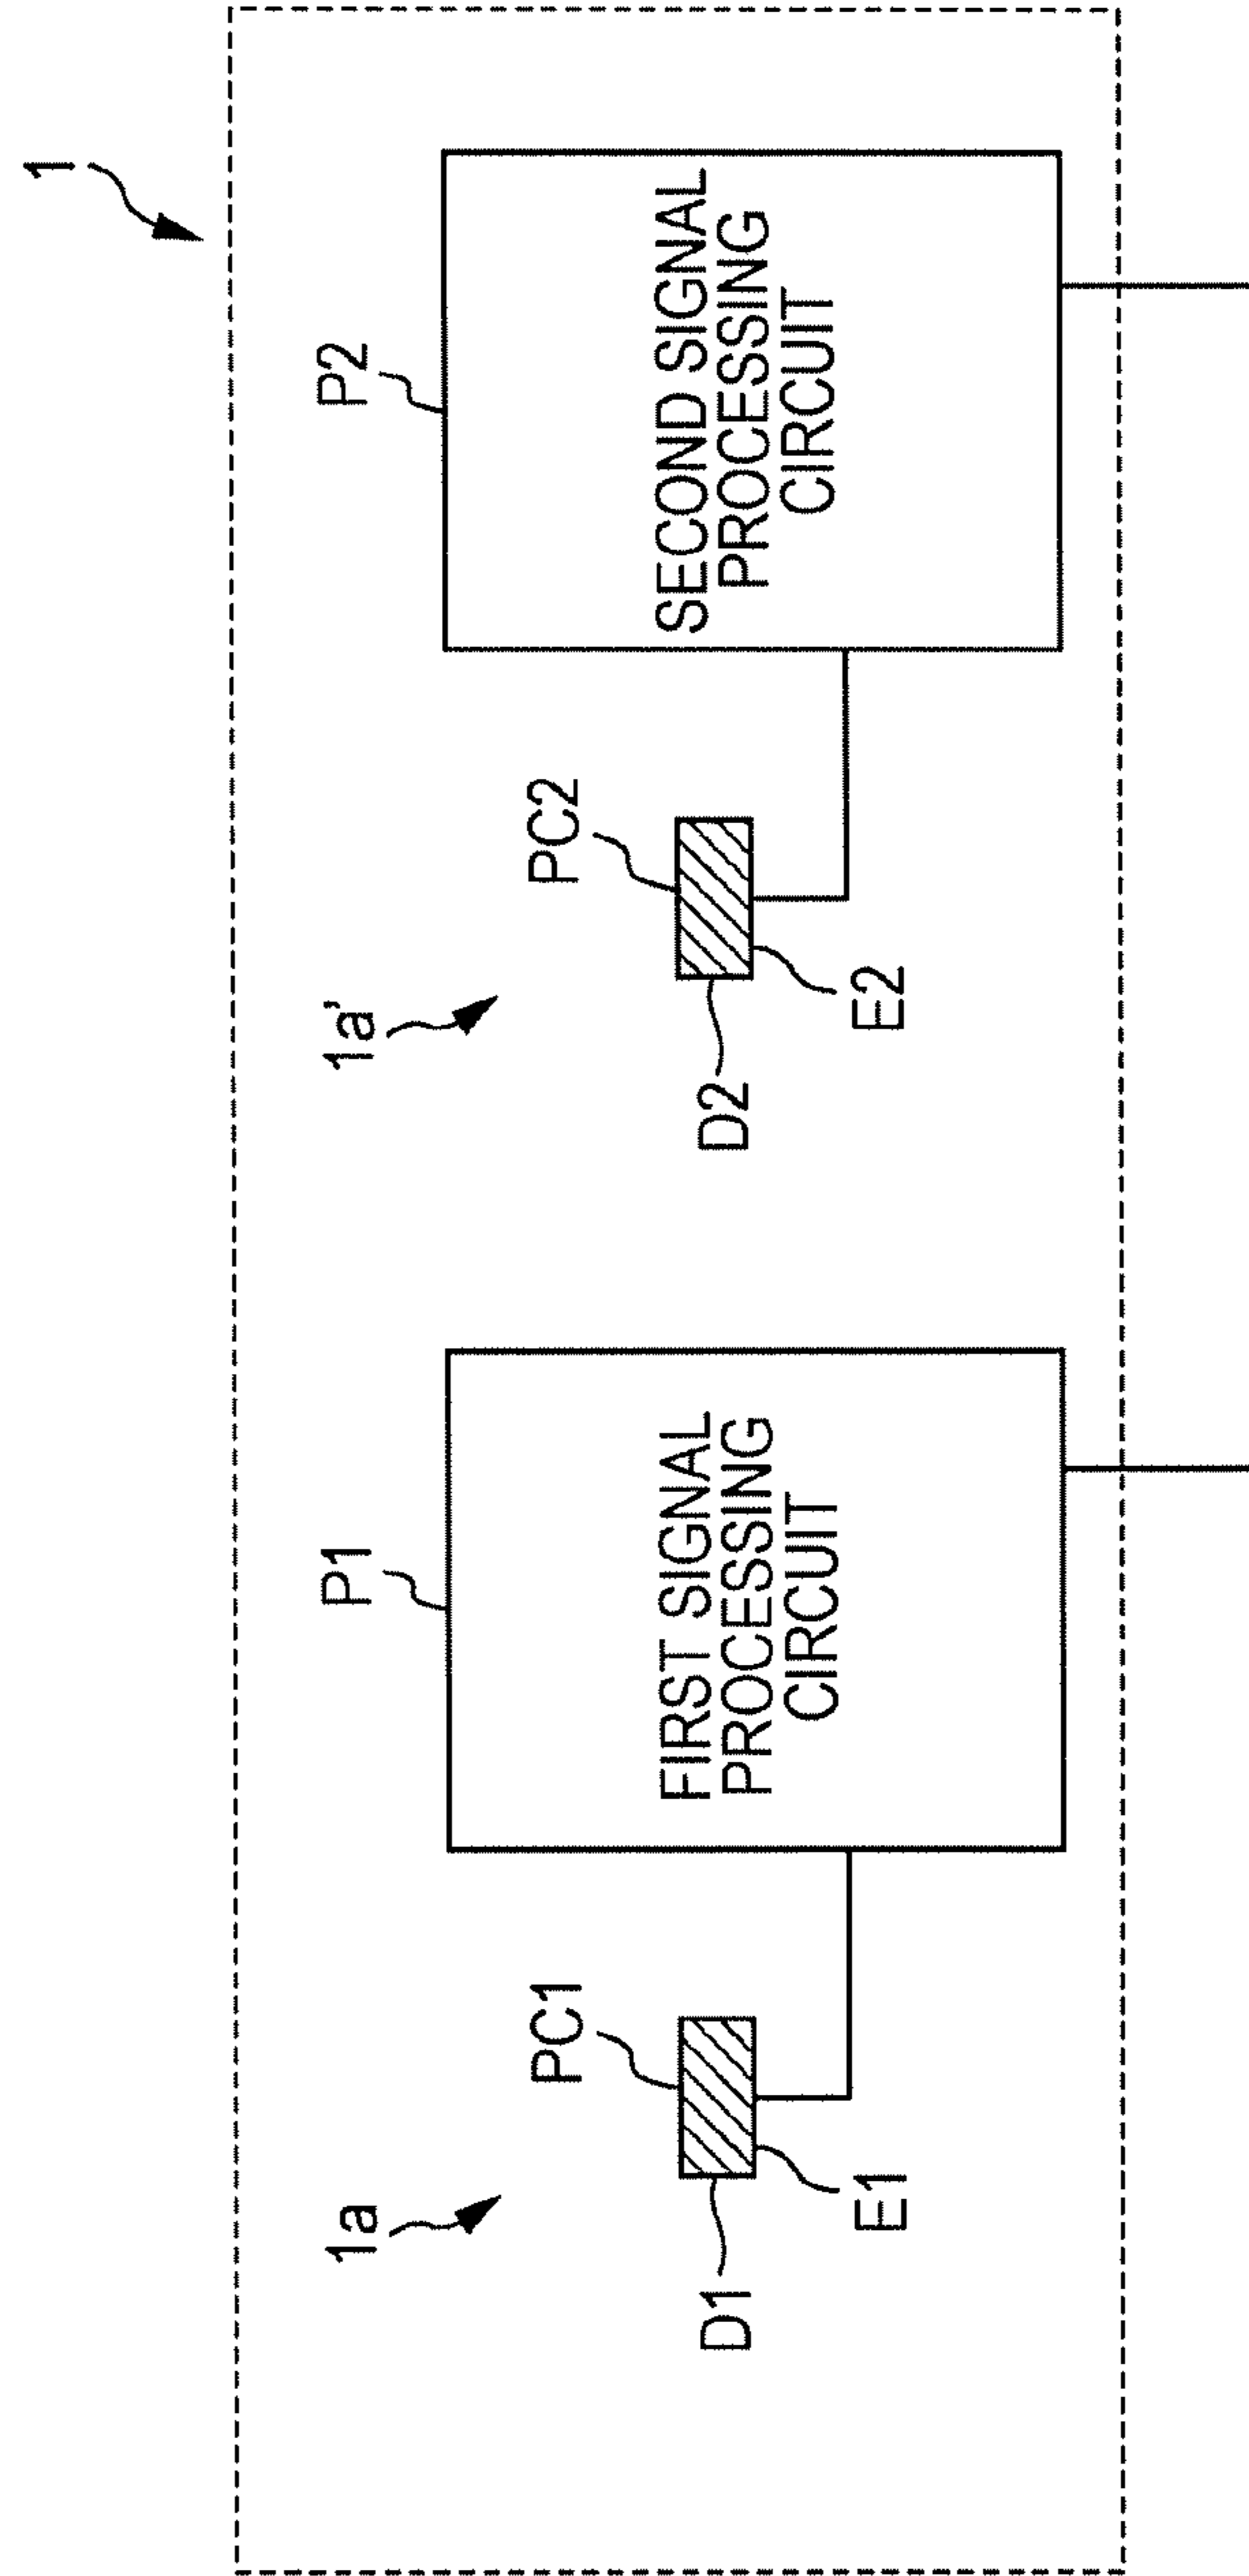 1
1a
PC1
D1
E1
P1
FIRST SIGNAL
PROCESSING
CIRCUIT
1a'
PC2
D2
E2
P2
SECOND SIGNAL
PROCESSING
CIRCUIT